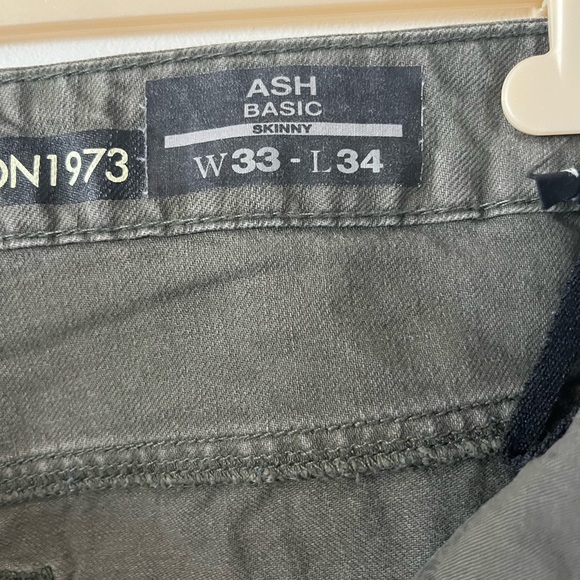 ASH
BASIC
SKINNY
W33-L34
ON1973